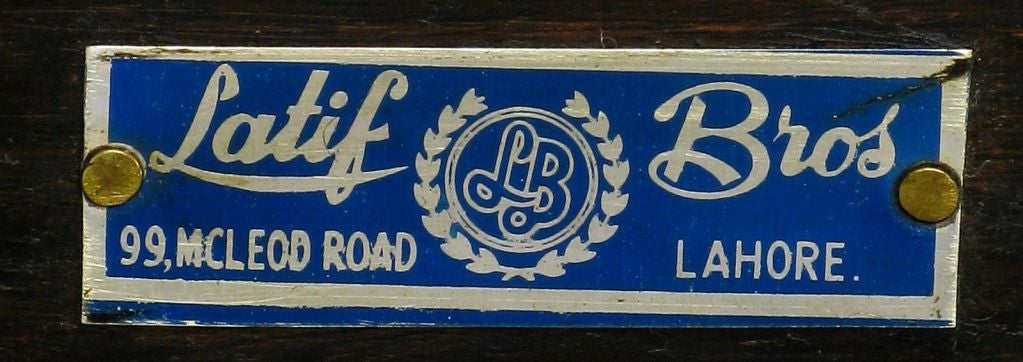 Latif Bros
LB
99, MCLEOD ROAD LAHORE.